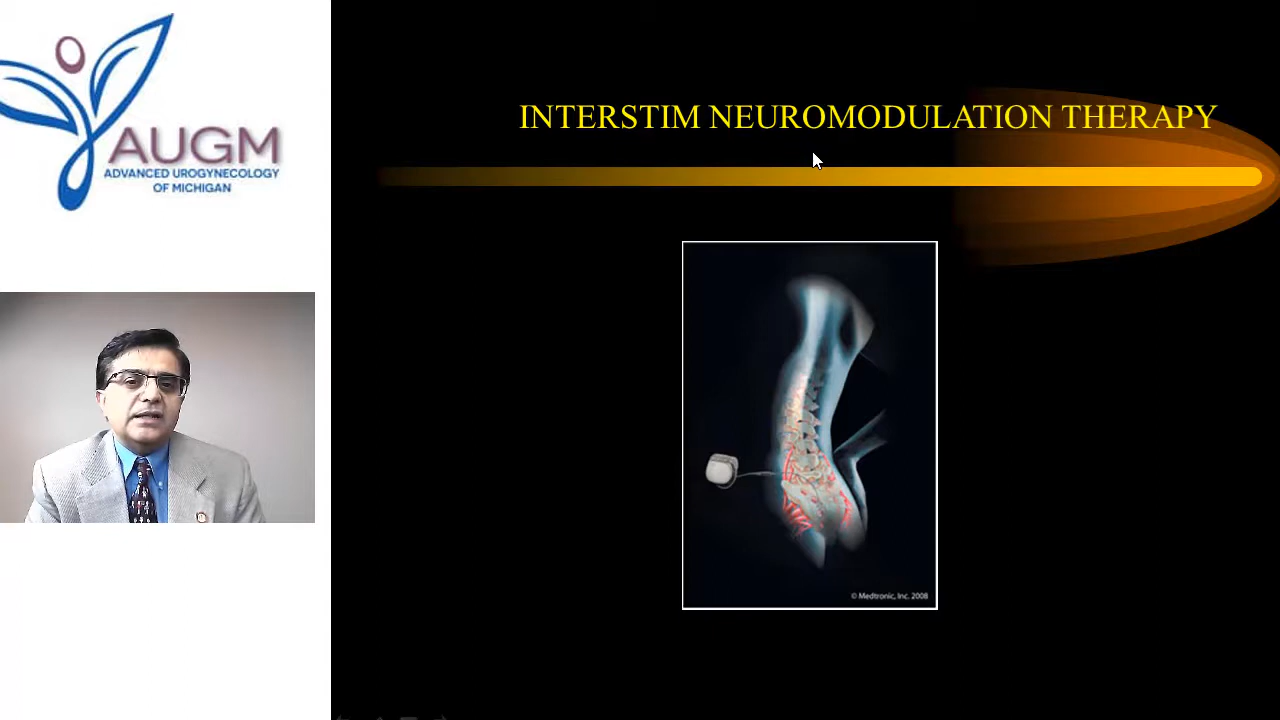 AUGM
ADVANCED UROGYNECOLOGY
OF MICHIGAN
INTERSTIM NEUROMODULATION THERAPY
© Medtronic, Inc. 2008